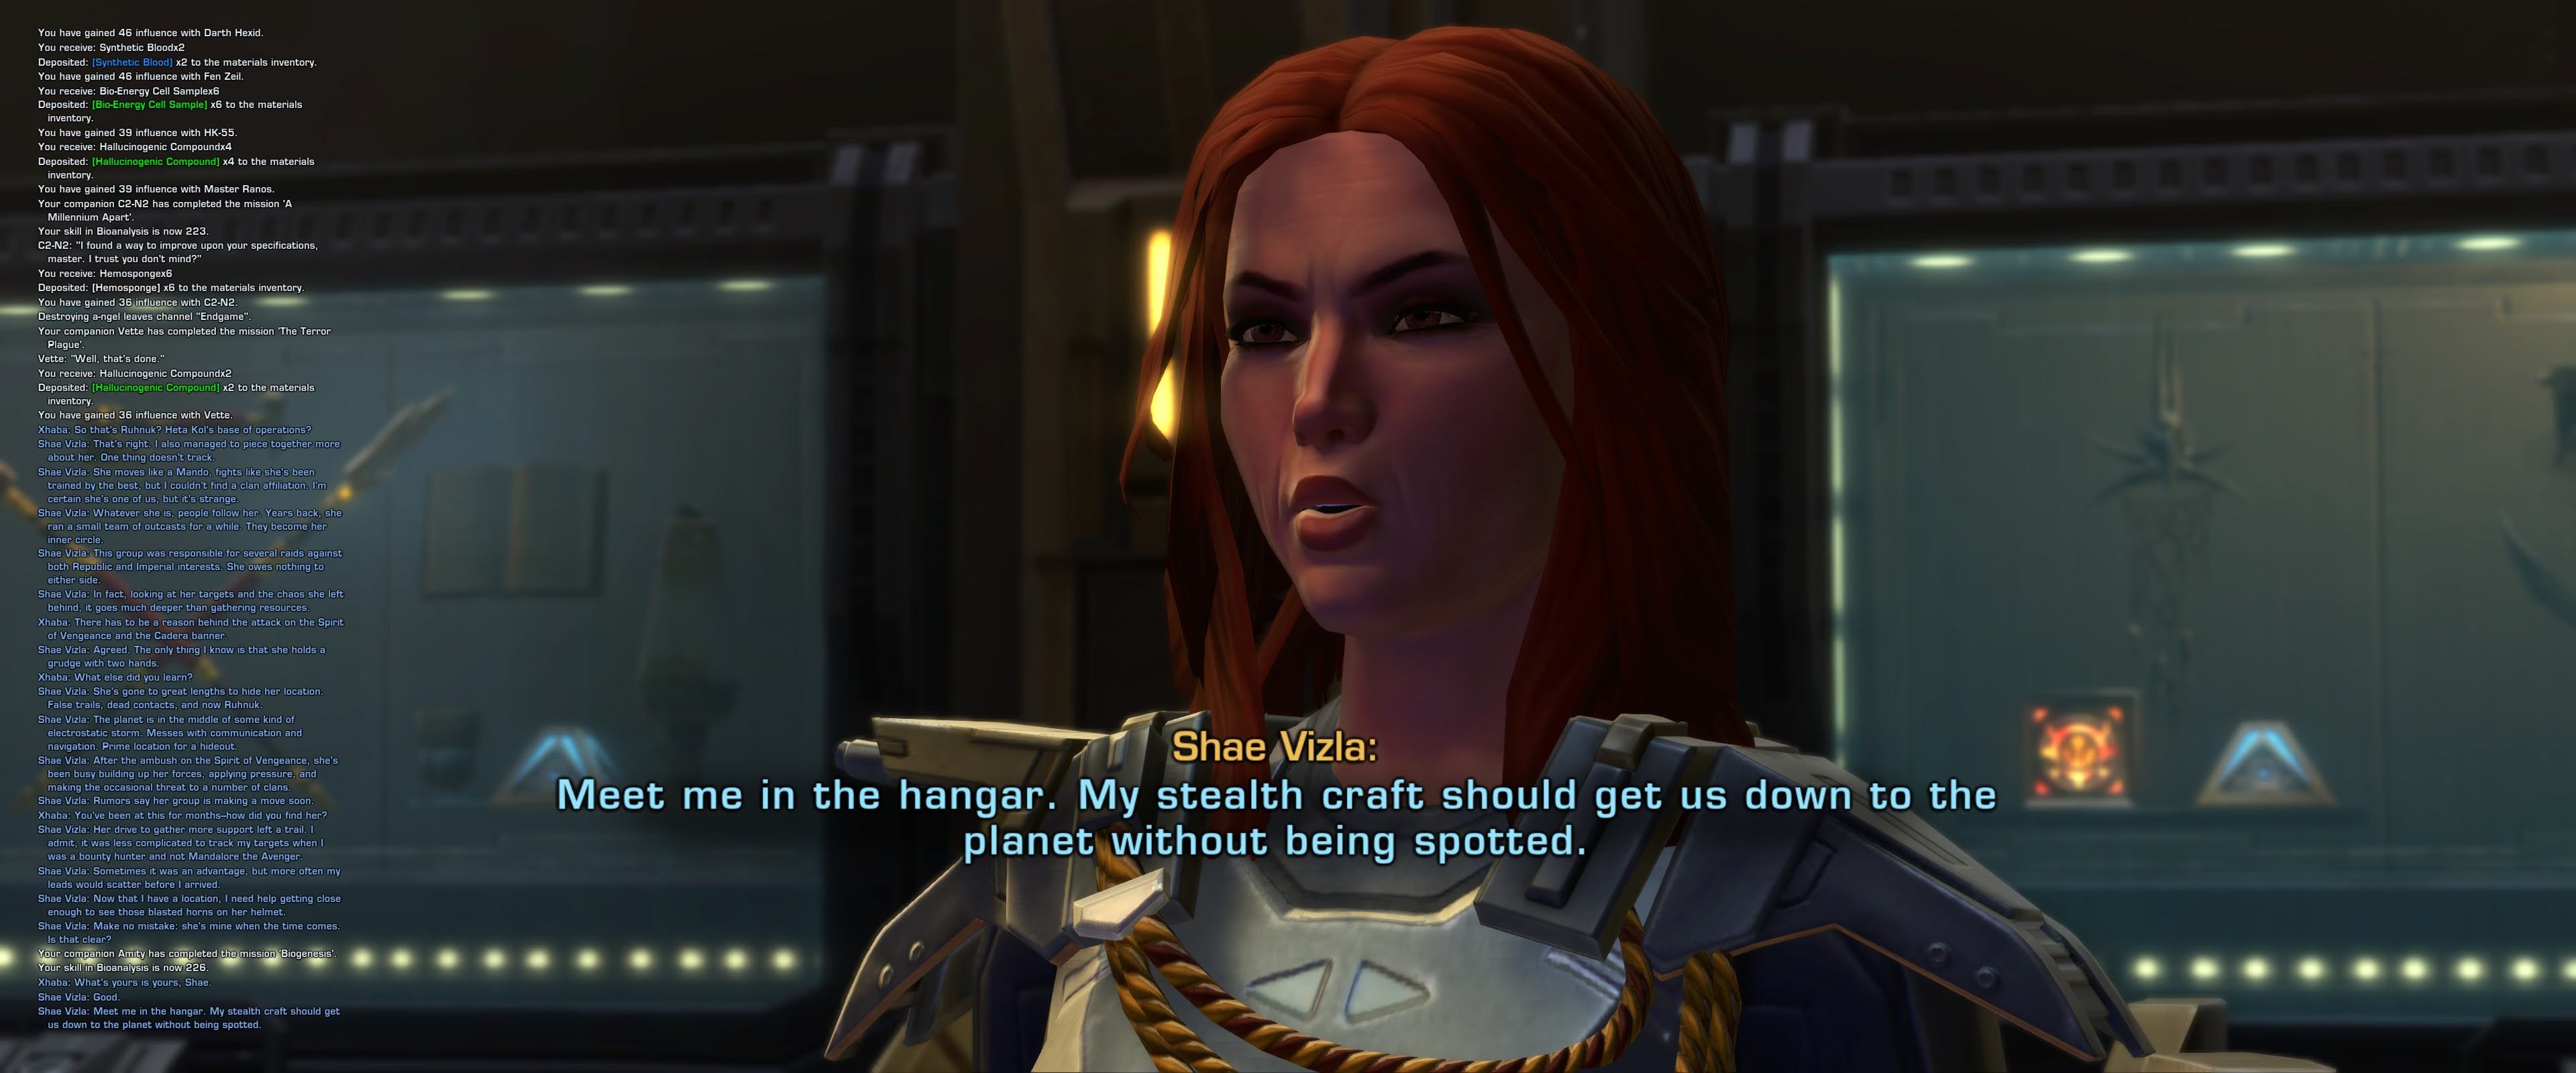 You have gained 46 influence with Darth Hexid.
You receive: Synthetic Bloodx2
Deposited: [Synthetic Blood] x2 to the materials inventory.
You have gained 46 influence with Fen Zeil.
You receive: Bio-Energy Cell Samplex6
Deposited: [Bio-Energy Cell Sample] x6 to the materials
inventory.
You have gained 39 influence with HK-55.
You receive: Hallucinogenic Compoundx4
Deposited: [Hallucinogenic Compound] x4 to the materials
inventory.
You have gained 39 influence with Master Ranos.
Your companion C2-N2 has completed the mission 'A
Millennium Apart'.
Your skill in Bioanalysis is now 223.
C2-N2: "I found a way to improve upon your specifications,
master. I trust you don't mind?"
You receive: Hemospongex6
Deposited: [Hemosponge] x6 to the materials inventory.
You have gained 36 influence with C2-N2.
Destroying a-ngel leaves channel "Endgame".
Your companion Vette has completed the mission 'The Terror
Plague'.
Vette: "Well, that's done."
You receive: Hallucinogenic Compoundx2
Deposited: [Hallucinogenic Compound] x2 to the materials
inventory.
You have gained 36 influence with Vette.
Xhaba: So that's Ruhnuk? Heta Kol's base of operations?
Shae Vizla: That's right. I also managed to piece together more
about her. One thing doesn't track.
Shae Vizla: She moves like a Mando, fights like she's been
trained by the best, but I couldn't find a clan affiliation. I'm
certain she's one of us, but it's strange.
Shae Vizla: Whatever she is, people follow her. Years back, she
ran a small team of outcasts for a while. They become her
inner circle.
Shae Vizla: This group was responsible for several raids against
both Republic and Imperial interests. She owes nothing to
either side.
Shae Vizla: In fact, looking at her targets and the chaos she left
behind, it goes much deeper than gathering resources.
Xhaba: There has to be a reason behind the attack on the Spirit
of Vengeance and the Cadera banner.
Shae Vizla: Agreed. The only thing I know is that she holds a
grudge with two hands.
Xhaba: What else did you learn?
Shae Vizla: She's gone to great lengths to hide her location.
False trails, dead contacts, and now Ruhnuk.
Shae Vizla: The planet is in the middle of some kind of
electrostatic storm. Messes with communication and
navigation. Prime location for a hideout.
Shae Vizla: After the ambush on the Spirit of Vengeance, she's
been busy building up her forces, applying pressure, and
making the occasional threat to a number of clans.
Shae Vizla: Rumors say her group is making a move soon.
Xhaba: You've been at this for months—how did you find her?
Shae Vizla: Her drive to gather more support left a trail. I
admit, it was less complicated to track my targets when I
was a bounty hunter and not Mandalore the Avenger.
Shae Vizla: Sometimes it was an advantage, but more often my
leads would scatter before I arrived.
Shae Vizla: Now that I have a location, I need help getting close
enough to see those blasted horns on her helmet.
Shae Vizla: Make no mistake: she's mine when the time comes.
Is that clear?
Your companion Amity has completed the mission 'Biogenesis'.
Your skill in Bioanalysis is now 226.
Xhaba: What's yours is yours, Shae.
Shae Vizla: Good.
Shae Vizla: Meet me in the hangar. My stealth craft should get
us down to the planet without being spotted.
Shae Vizla:
Meet me in the hangar. My stealth craft should get us down to the
planet without being spotted.